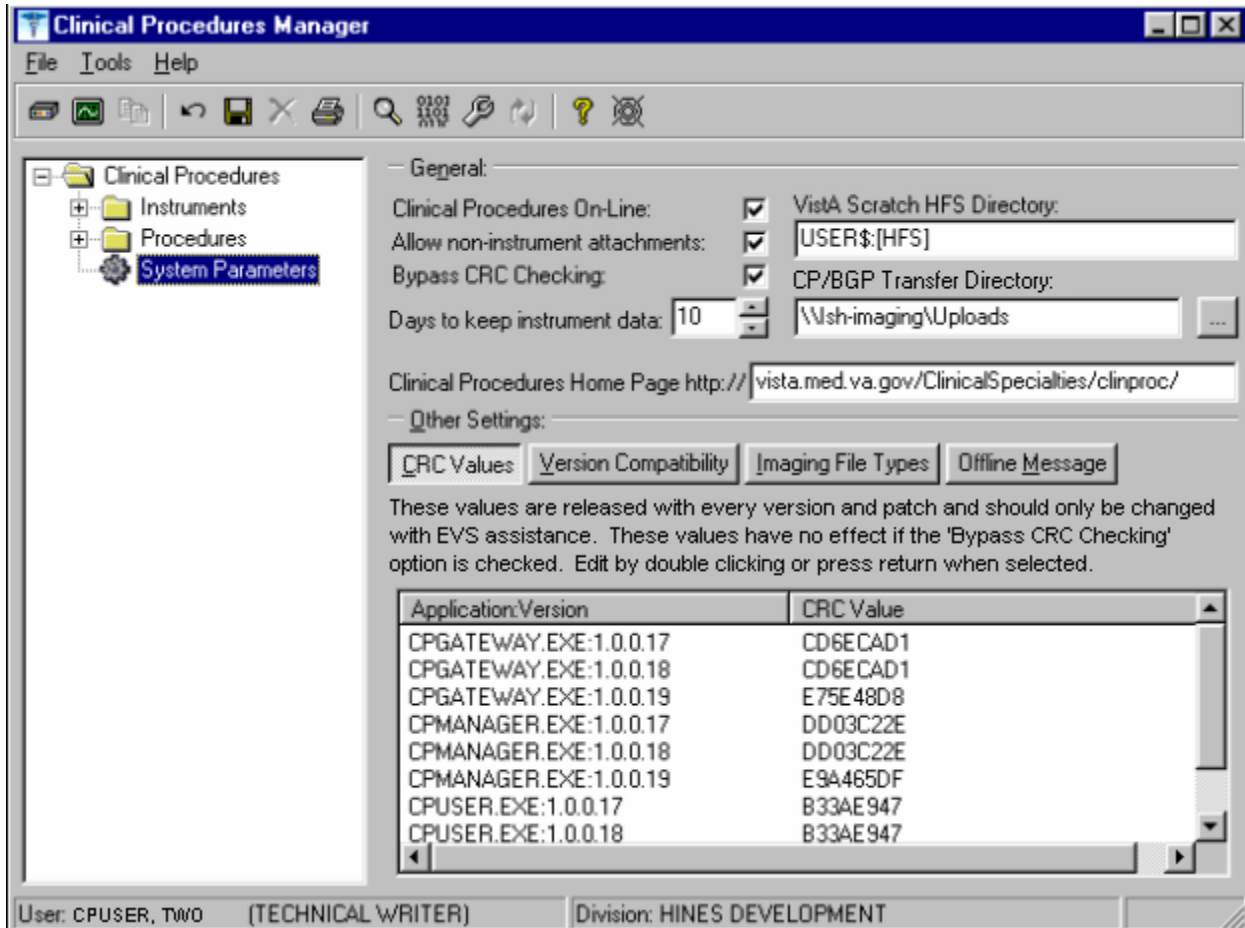 Clinical Procedures Manager
File Tools Help
Clinical Procedures
Instruments
Procedures
System Parameters
General:
Clinical Procedures On-Line:
Allow non-instrument attachments:
Bypass CRC Checking:
Days to keep instrument data: 10
VistA Scratch HFS Directory:
USER$:[HFS]
CP/BGP Transfer Directory:
\\Ish-imaging\Uploads
...
Clinical Procedures Home Page http:// vista.med.va.gov/ClinicalSpecialties/clinproc/
Other Settings:
CRC Values Version Compatibility Imaging File Types Offline Message
These values are released with every version and patch and should only be changed
with EVS assistance. These values have no effect if the 'Bypass CRC Checking'
option is checked. Edit by double clicking or press return when selected.
Application:Version CRC Value
CPGATEWAY.EXE:1.0.0.17 CD6ECAD1
CPGATEWAY.EXE:1.0.0.18 CD6ECAD1
CPGATEWAY.EXE:1.0.0.19 E75E48D8
CPMANAGER.EXE:1.0.0.17 DD03C22E
CPMANAGER.EXE:1.0.0.18 DD03C22E
CPMANAGER.EXE:1.0.0.19 E9A465DF
CPUSER.EXE:1.0.0.17 B33AE947
CPUSER.EXE:1.0.0.18 B33AE947
User: CPUSER, TWO (TECHNICAL WRITER) Division: HINES DEVELOPMENT